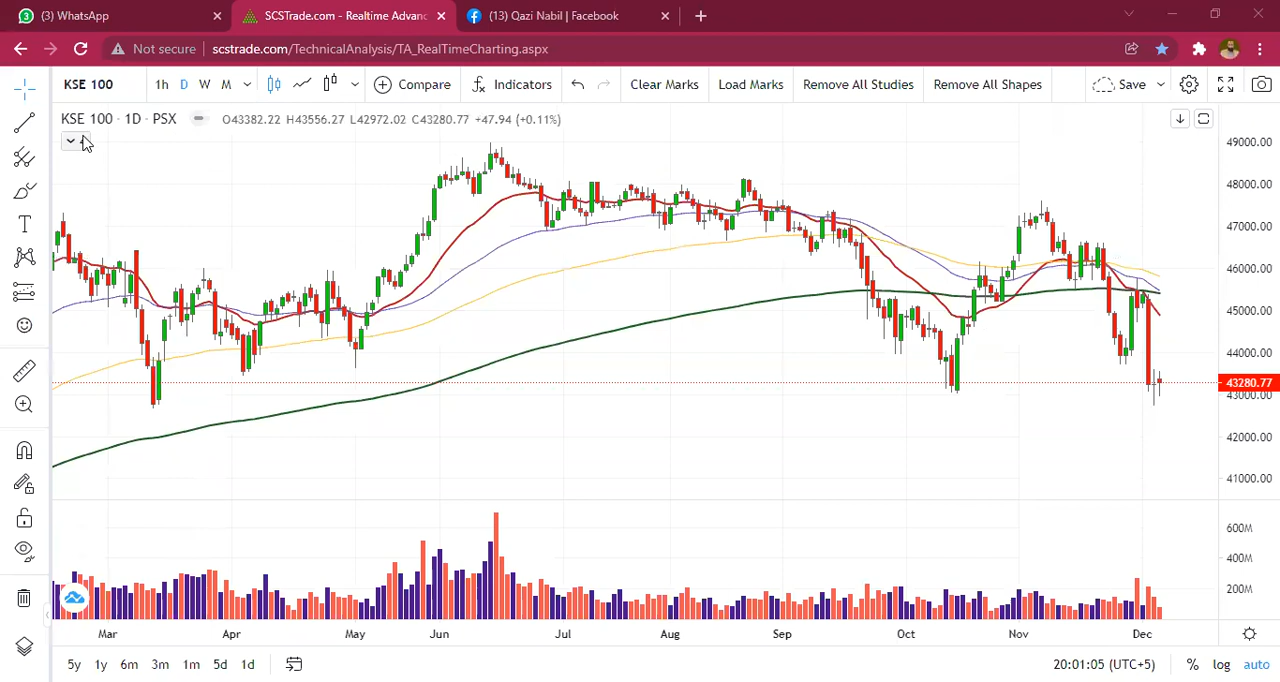 (3) WhatsApp
SCSTrade.com - Realtime Advanc
(13) Qazi Nabil | Facebook
Not secure
scstrade.com/TechnicalAnalysis/TA_RealTimeCharting.aspx
KSE 100 1h D W M Compare Indicators Clear Marks Load Marks Remove All Studies Remove All Shapes Save
KSE 100 · 1D · PSX O43382.22 H43556.27 L42972.02 C43280.77 +47.94 (+0.11%)
49000.00
48000.00
47000.00
46000.00
45000.00
44000.00
43280.77
43000.00
42000.00
41000.00
600M
400M
200M
Mar Apr May Jun Jul Aug Sep Oct Nov Dec
5y 1y 6m 3m 1m 5d 1d 20:01:05 (UTC+5) % log auto